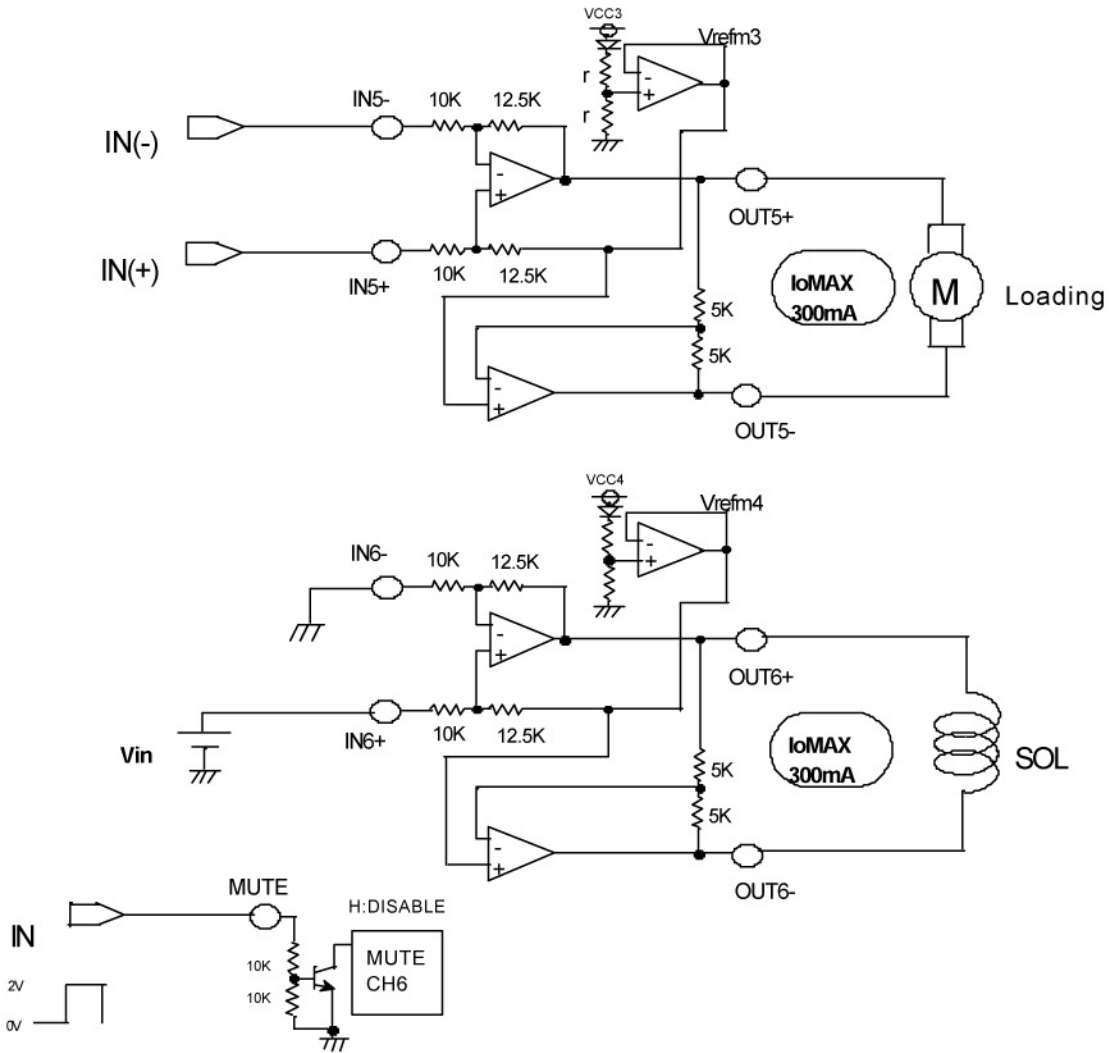 VCC3
Vrefm3
r
-
+
r
IN5-
10K
12.5K
IN(-)
-
+
OUT5+
IN(+)
IN5+
10K
12.5K
IoMAX
300mA
M
Loading
5K
5K
-
+
OUT5-
VCC4
Vrefm4
-
+
IN6-
10K
12.5K
-
+
OUT6+
IN6+
10K
12.5K
Vin
IoMAX
300mA
SOL
5K
5K
-
+
OUT6-
MUTE
H:DISABLE
IN
10K
10K
MUTE
CH6
2V
0V